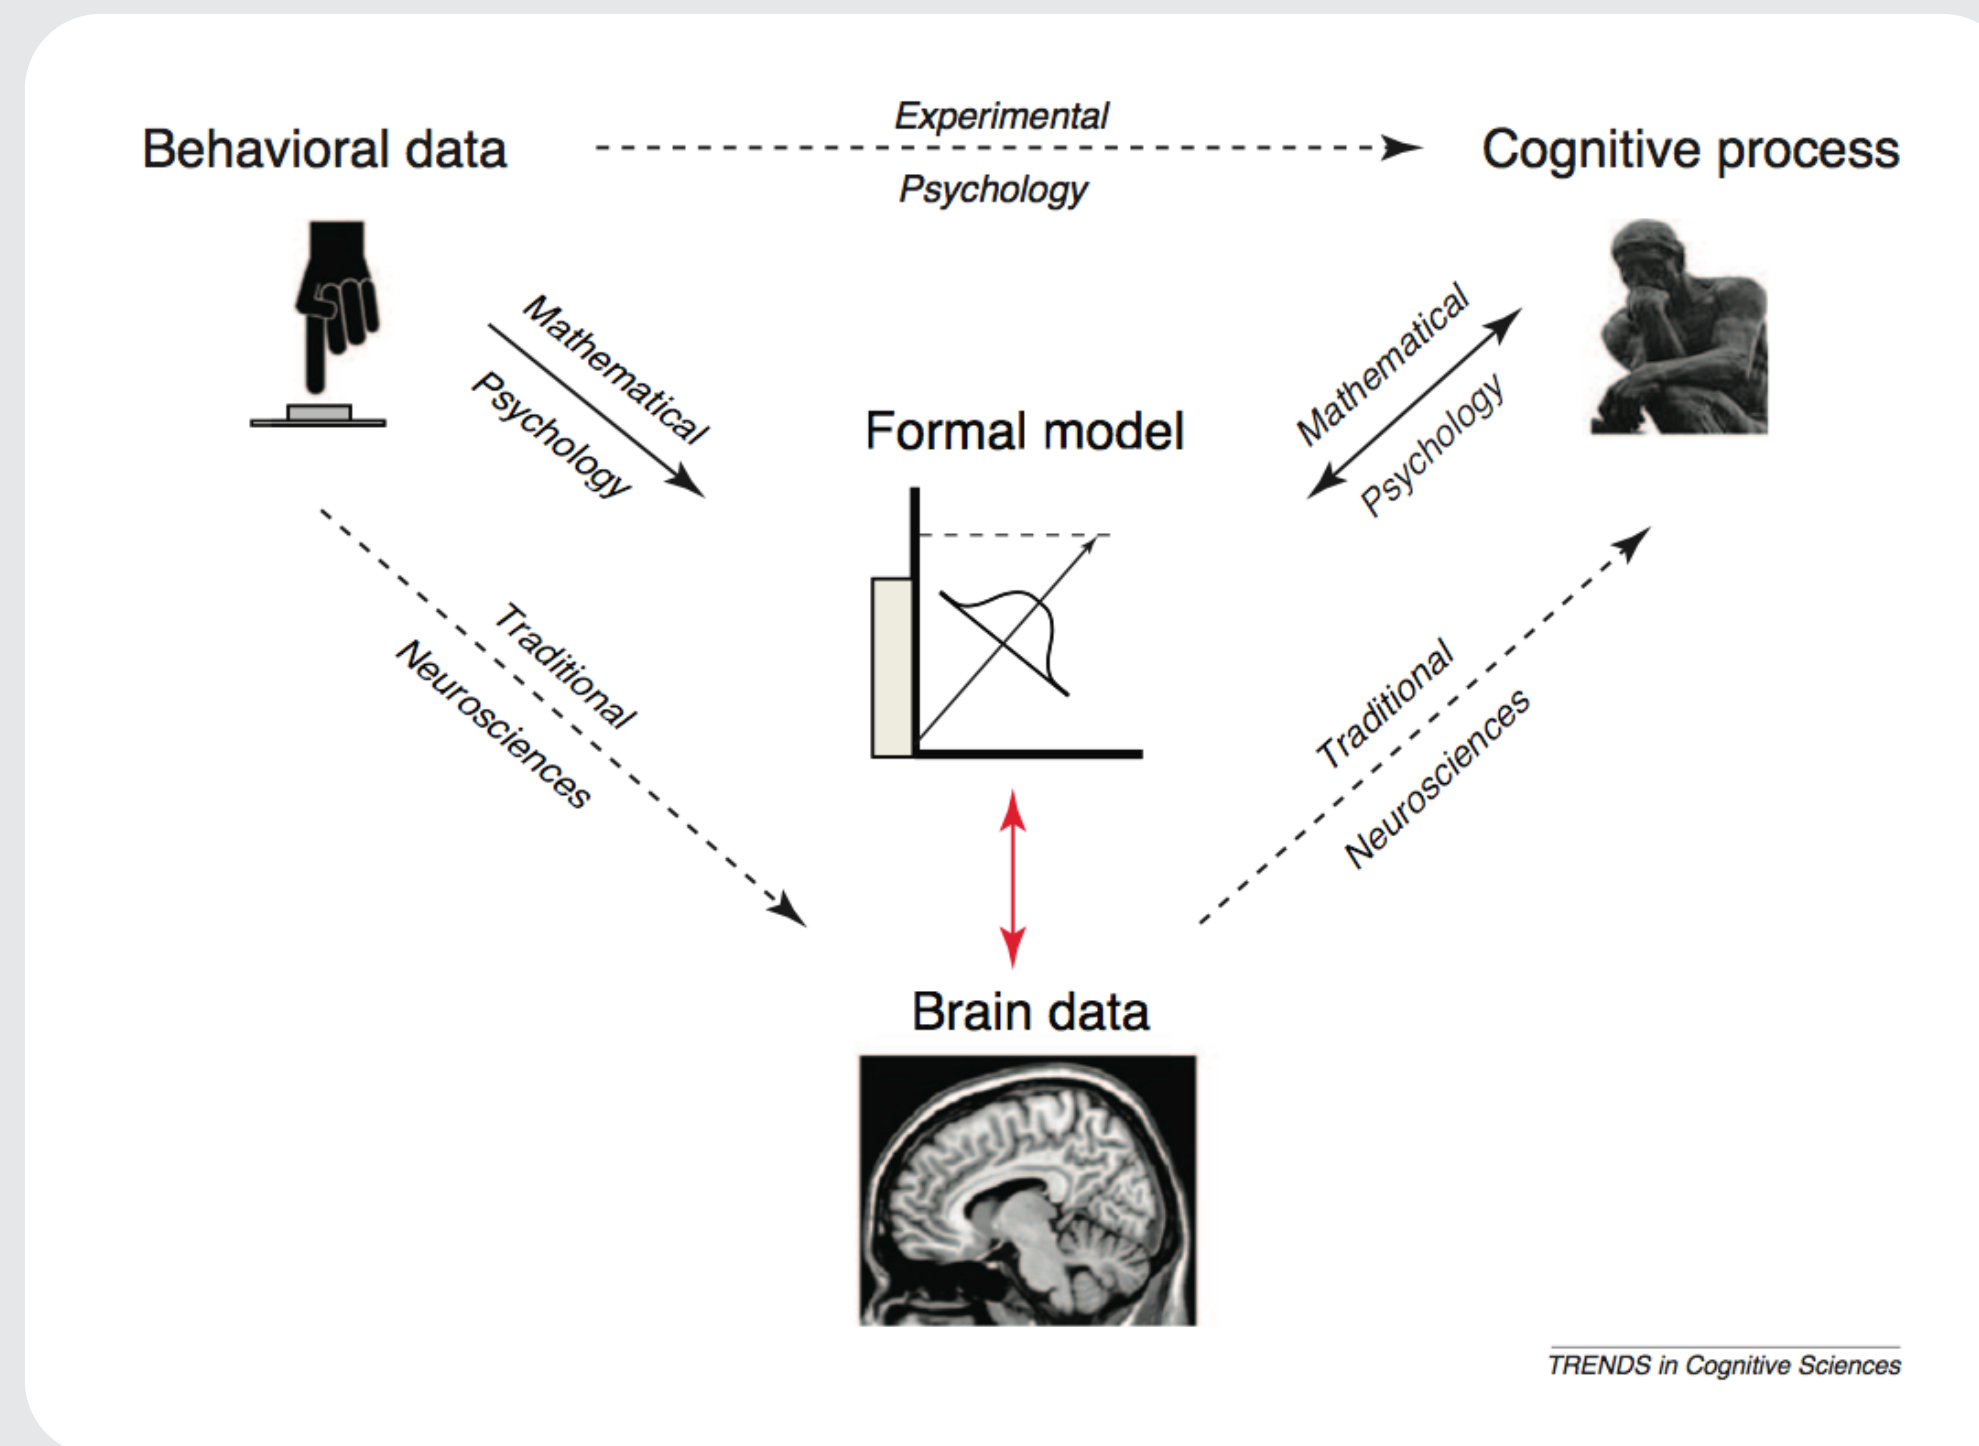 Experimental
Behavioral data
Cognitive process
Psychology
Mathematical
Psychology
Mathematical
Psychology
Formal model
Traditional
Neurosciences
Traditional
Neurosciences
Brain data
TRENDS in Cognitive Sciences